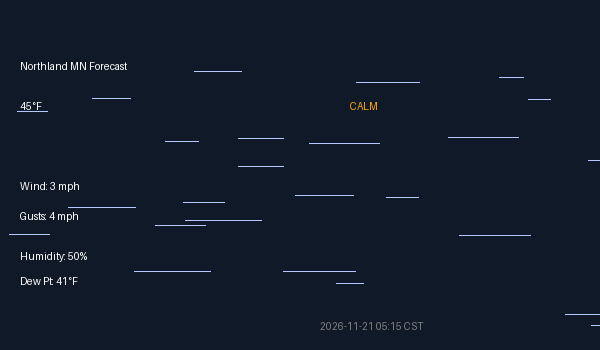 Northland MN Forecast
45°F
CALM
Wind: 3 mph
Gusts: 4 mph
Humidity: 50%
Dew Pt: 41°F
2026-11-21 05:15 CST